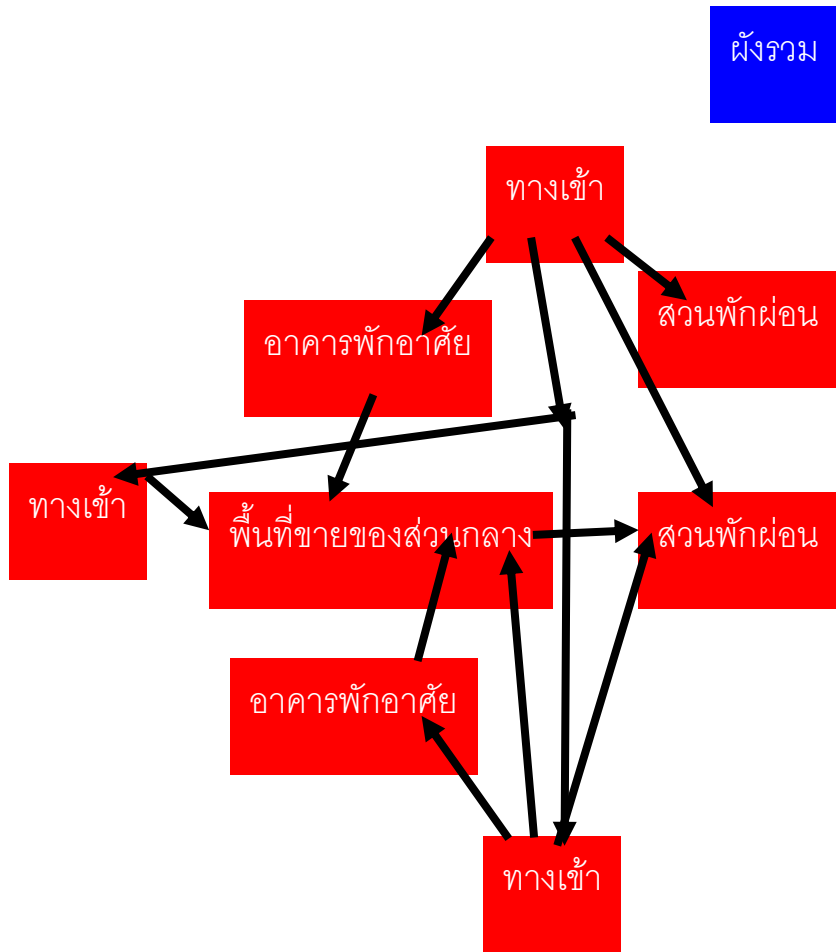 ผังรวม
ทางเข้า
สวนพักผ่อน
อาคารพักอาศัย
ทางเข้า
พื้นที่ขายของส่วนกลาง
สวนพักผ่อน
อาคารพักอาศัย
ทางเข้า